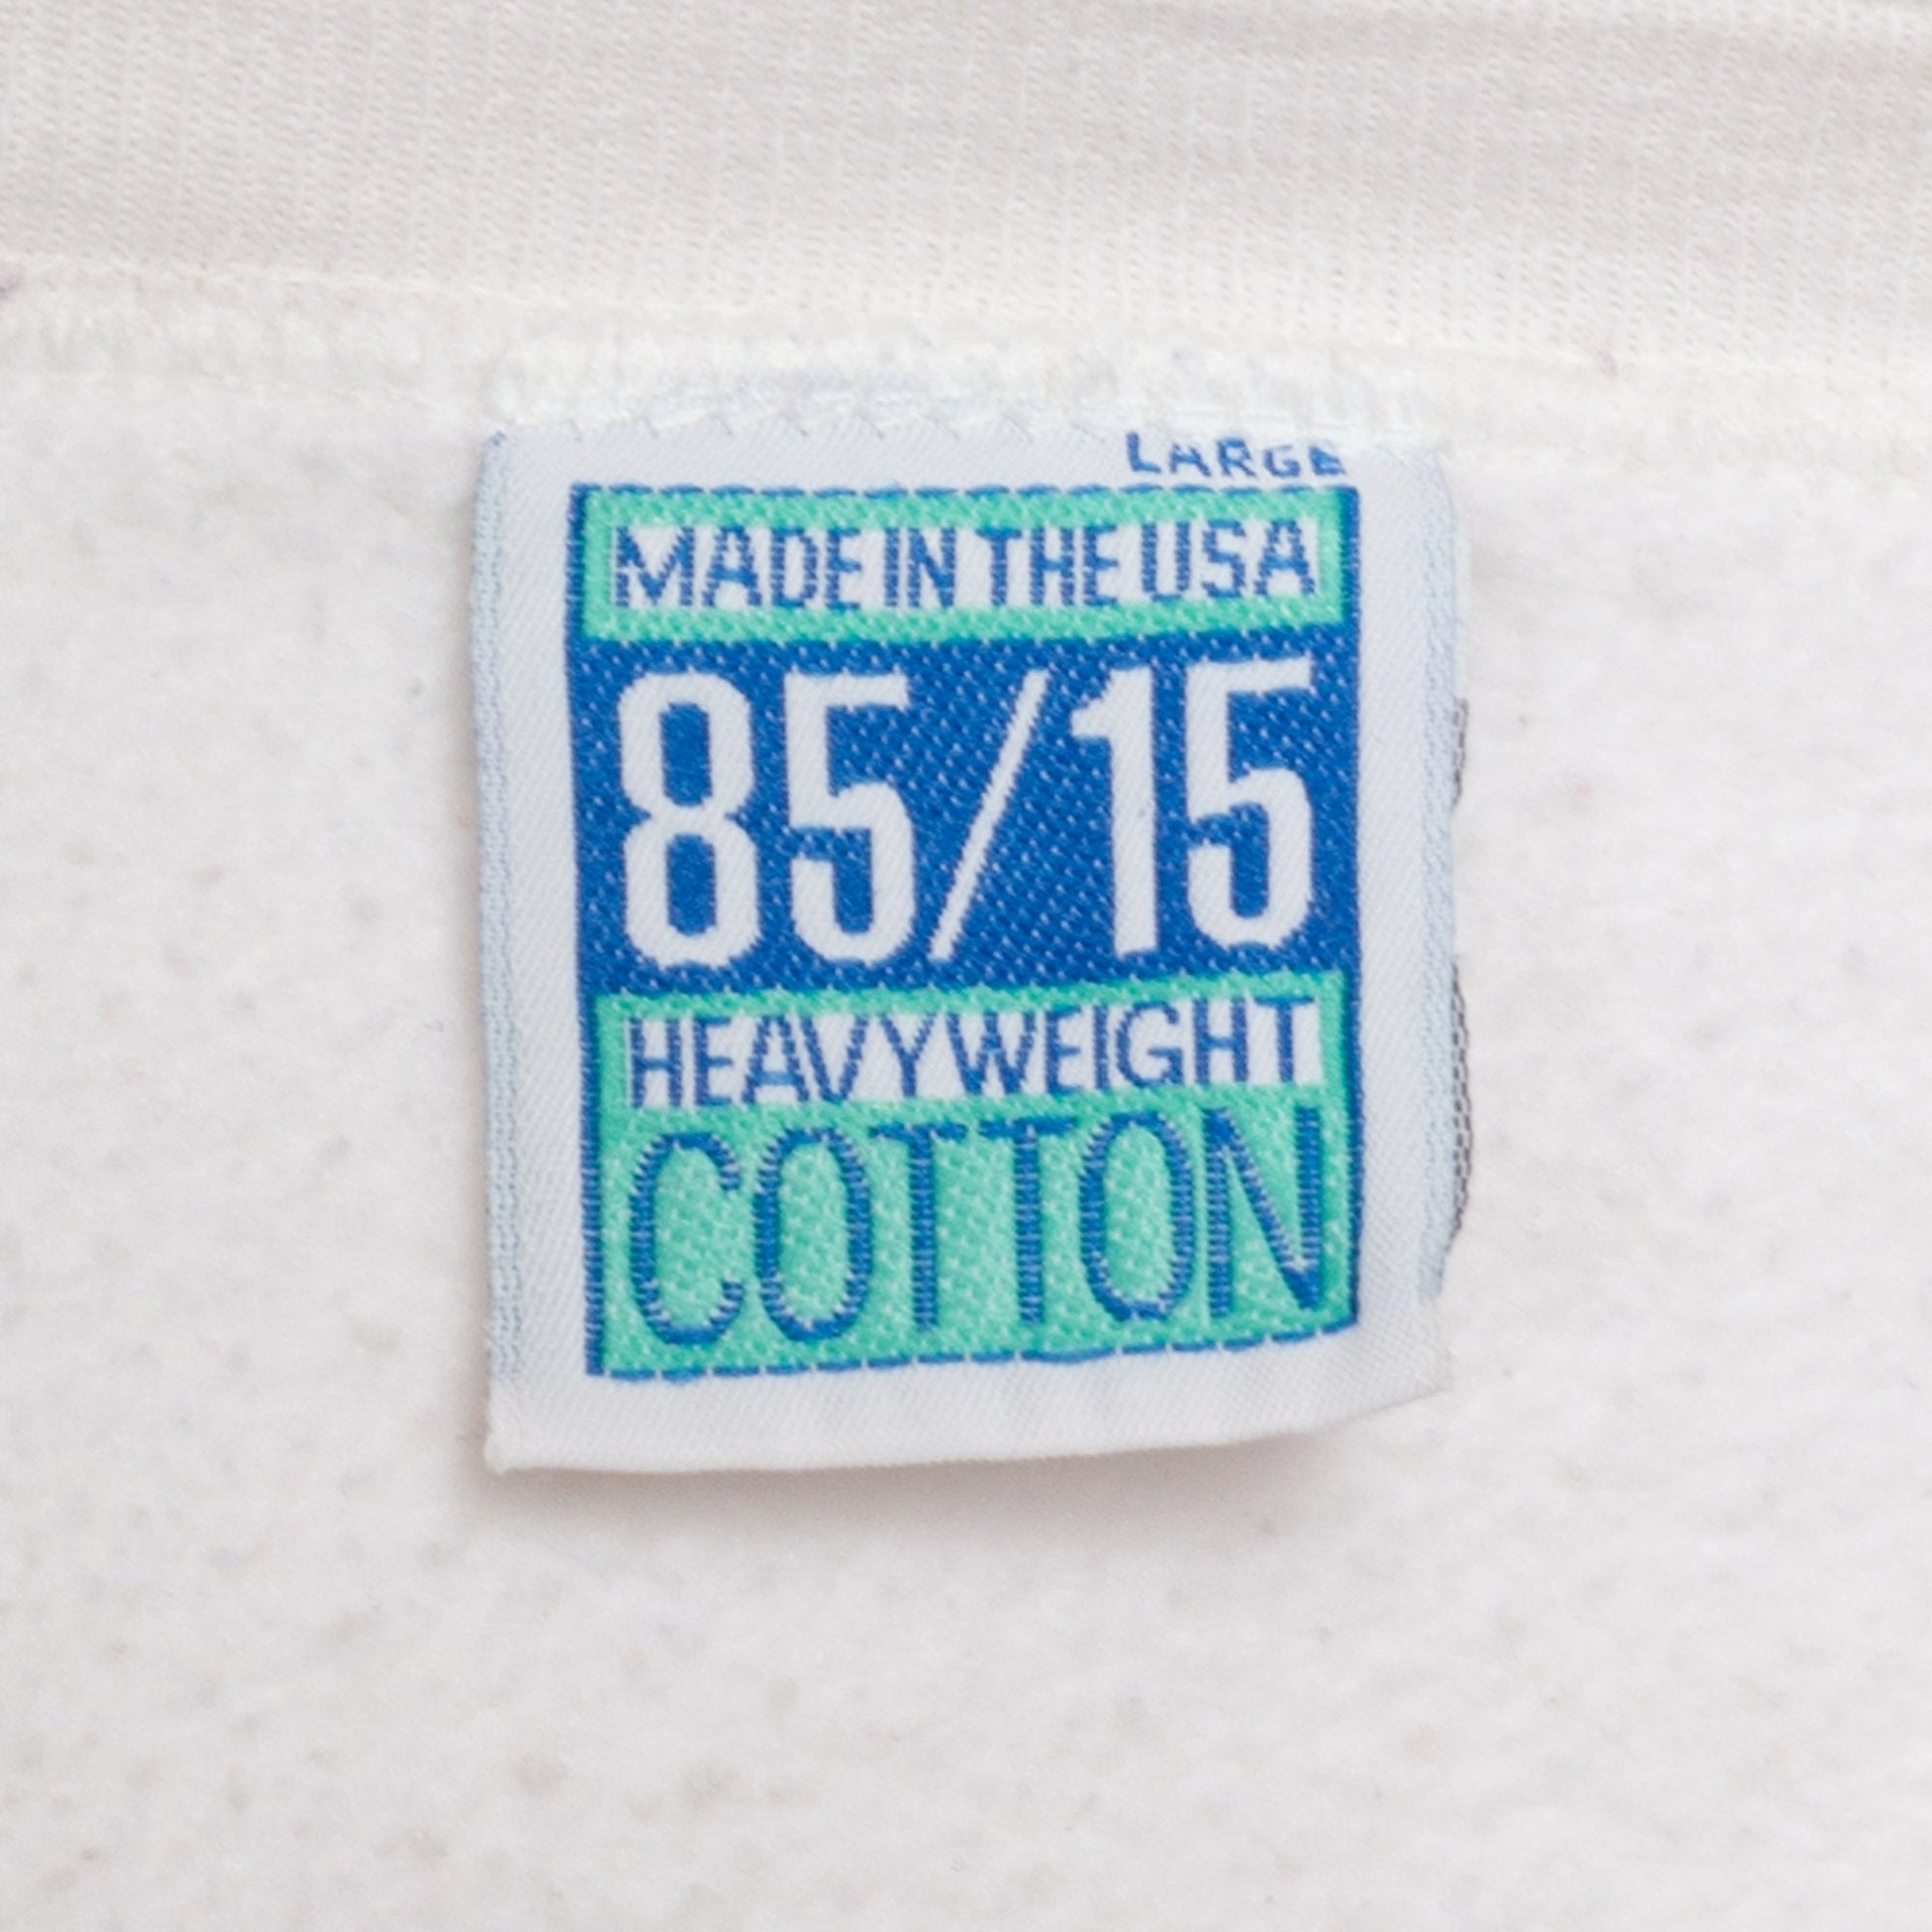 LARGE
MADE IN THE USA
85/15
HEAVYWEIGHT
COTTON